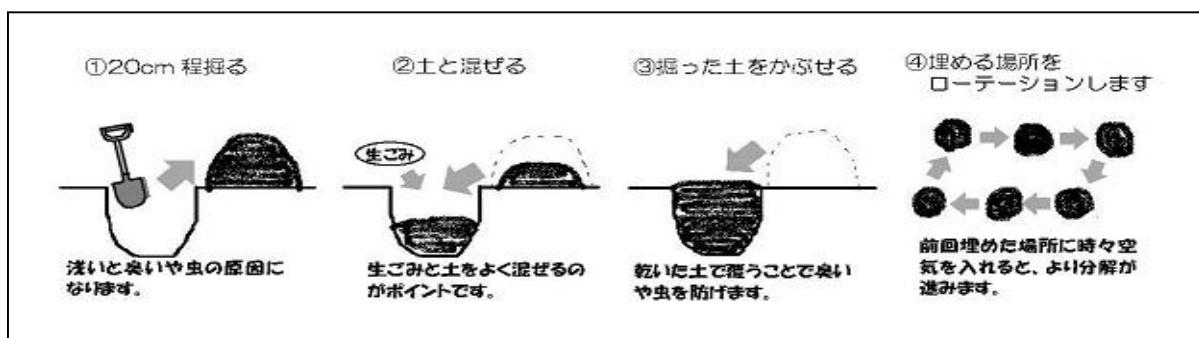 ①20cm 程掘る
浅いと臭いや虫の原因に
なります。
②土と混ぜる
生ごみ
生ごみと土をよく混ぜるの
がポイントです。
③掘った土をかぶせる
乾いた土で覆うことで臭い
や虫を防げます。
④埋める場所を
ローテーションします
前回埋めた場所に時々空
気を入れると、より分解が
進みます。